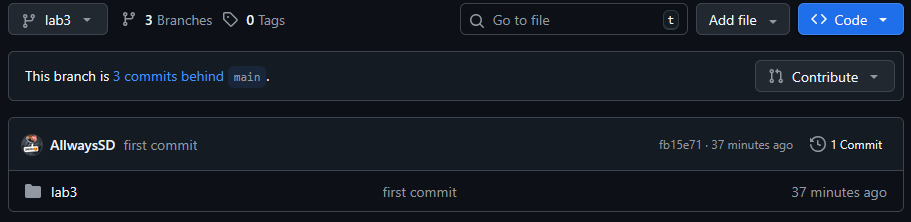 lab3 3 Branches 0 Tags Go to file t Add file Code
This branch is 3 commits behind main . Contribute
AllwaysSD first commit fb15e71 · 37 minutes ago 1 Commit
lab3 first commit 37 minutes ago